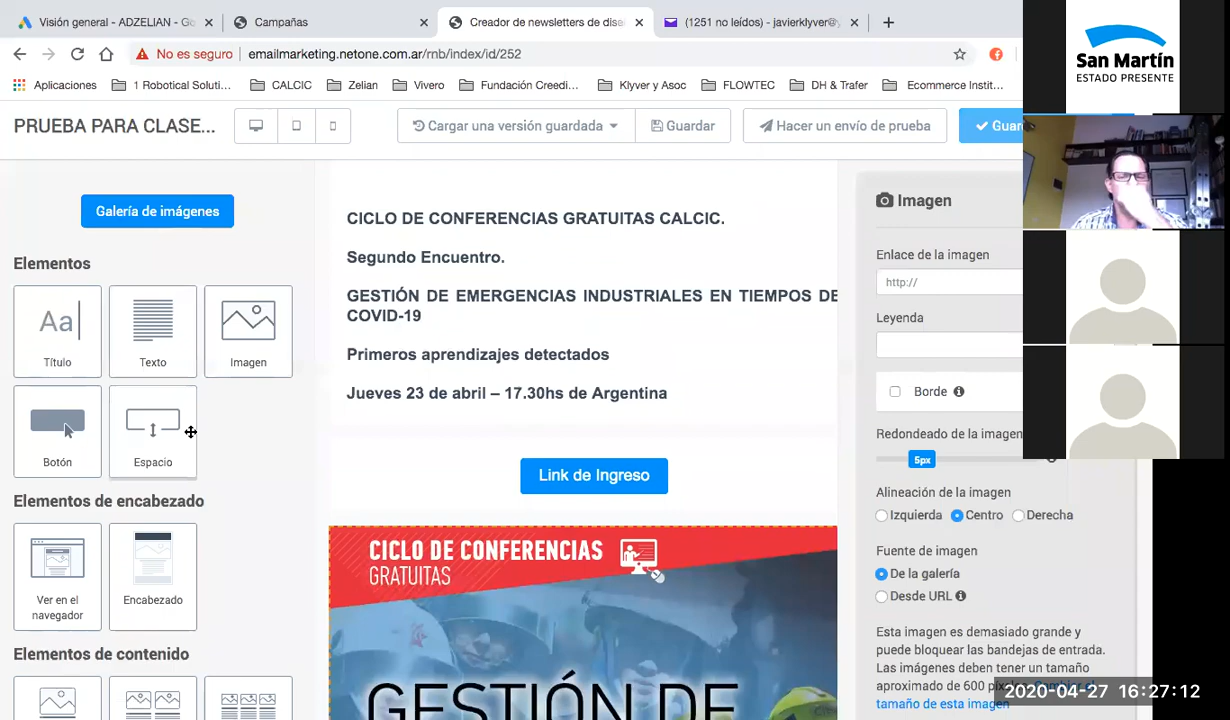 Visión general - ADZELIAN - Go
Campañas
Creador de newsletters de dise
(1251 no leídos) - javierklyver@y
No es seguro
emailmarketing.netone.com.ar/rnb/index/id/252
Aplicaciones
1 Robotical Soluti...
CALCIC
Zelian
Vivero
Fundación Creedi...
Klyver y Asoc
FLOWTEC
DH & Trafer
Ecommerce Instit...
San Martín
ESTADO PRESENTE
PRUEBA PARA CLASE...
Cargar una versión guardada
Guardar
Hacer un envío de prueba
Guar
Galería de imágenes
Elementos
Aa
Título
Texto
Imagen
Botón
Espacio
Elementos de encabezado
Ver en el
navegador
Encabezado
Elementos de contenido
CICLO DE CONFERENCIAS GRATUITAS CALCIC.
Segundo Encuentro.
GESTIÓN DE EMERGENCIAS INDUSTRIALES EN TIEMPOS DE
COVID-19
Primeros aprendizajes detectados
Jueves 23 de abril – 17.30hs de Argentina
Link de Ingreso
CICLO DE CONFERENCIAS
GRATUITAS
GESTIÓN DE
Imagen
Enlace de la imagen
http://
Leyenda
Borde
Redondeado de la imagen
5px
Alineación de la imagen
Izquierda
Centro
Derecha
Fuente de imagen
De la galería
Desde URL
Esta imagen es demasiado grande y
puede bloquear las bandejas de entrada.
Las imágenes deben tener un tamaño
aproximado de 600 píxeles.
tamaño de esta imagen
2020-04-27 16:27:12